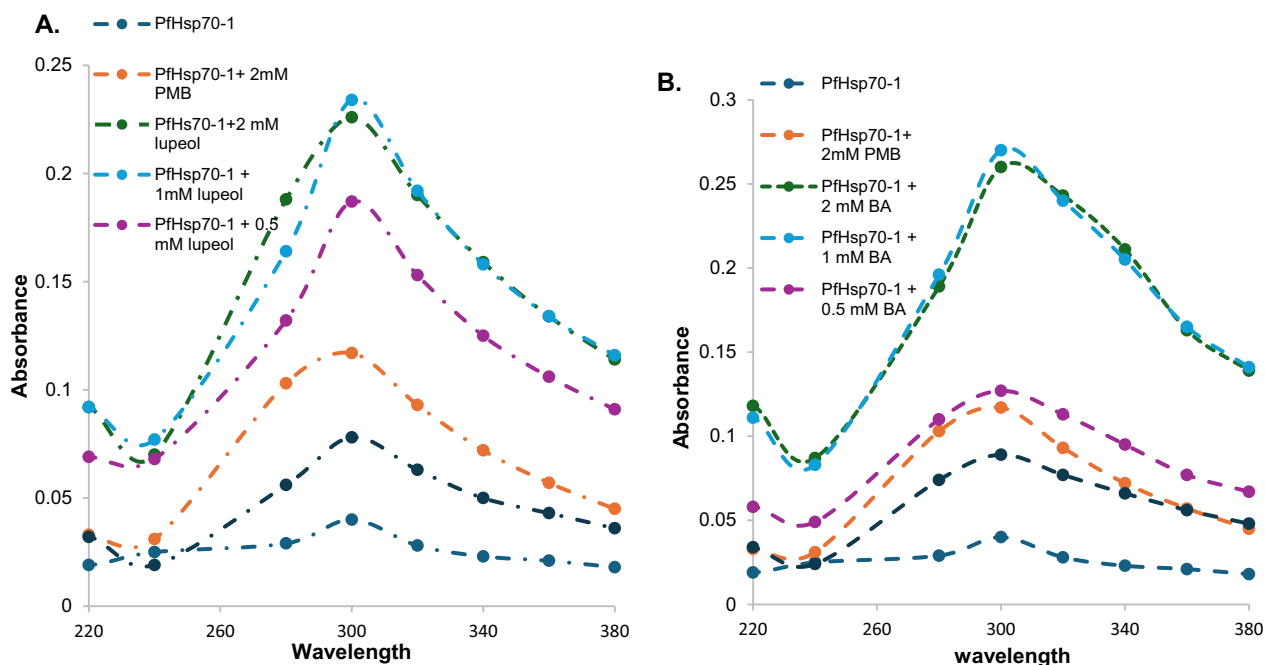 A.
PfHsp70-1
0.25
PfHsp70-1+ 2mM
PMB
PfHs70-1+2 mM
lupeol
0.2
PfHsp70-1 +
1mM lupeol
PfHsp70-1 + 0.5
mM lupeol
0.15
0.1
0.05
0
Absorbance
220
260
300
340
380
Wavelength
B.
PfHsp70-1
0.3
PfHsp70-1+
2mM PMB
PfHsp70-1 +
2 mM BA
0.25
PfHsp70-1 +
1 mM BA
0.2
PfHsp70-1 +
0.5 mM BA
0.15
0.1
0.05
0
Absorbance
220
260
300
340
380
wavelength